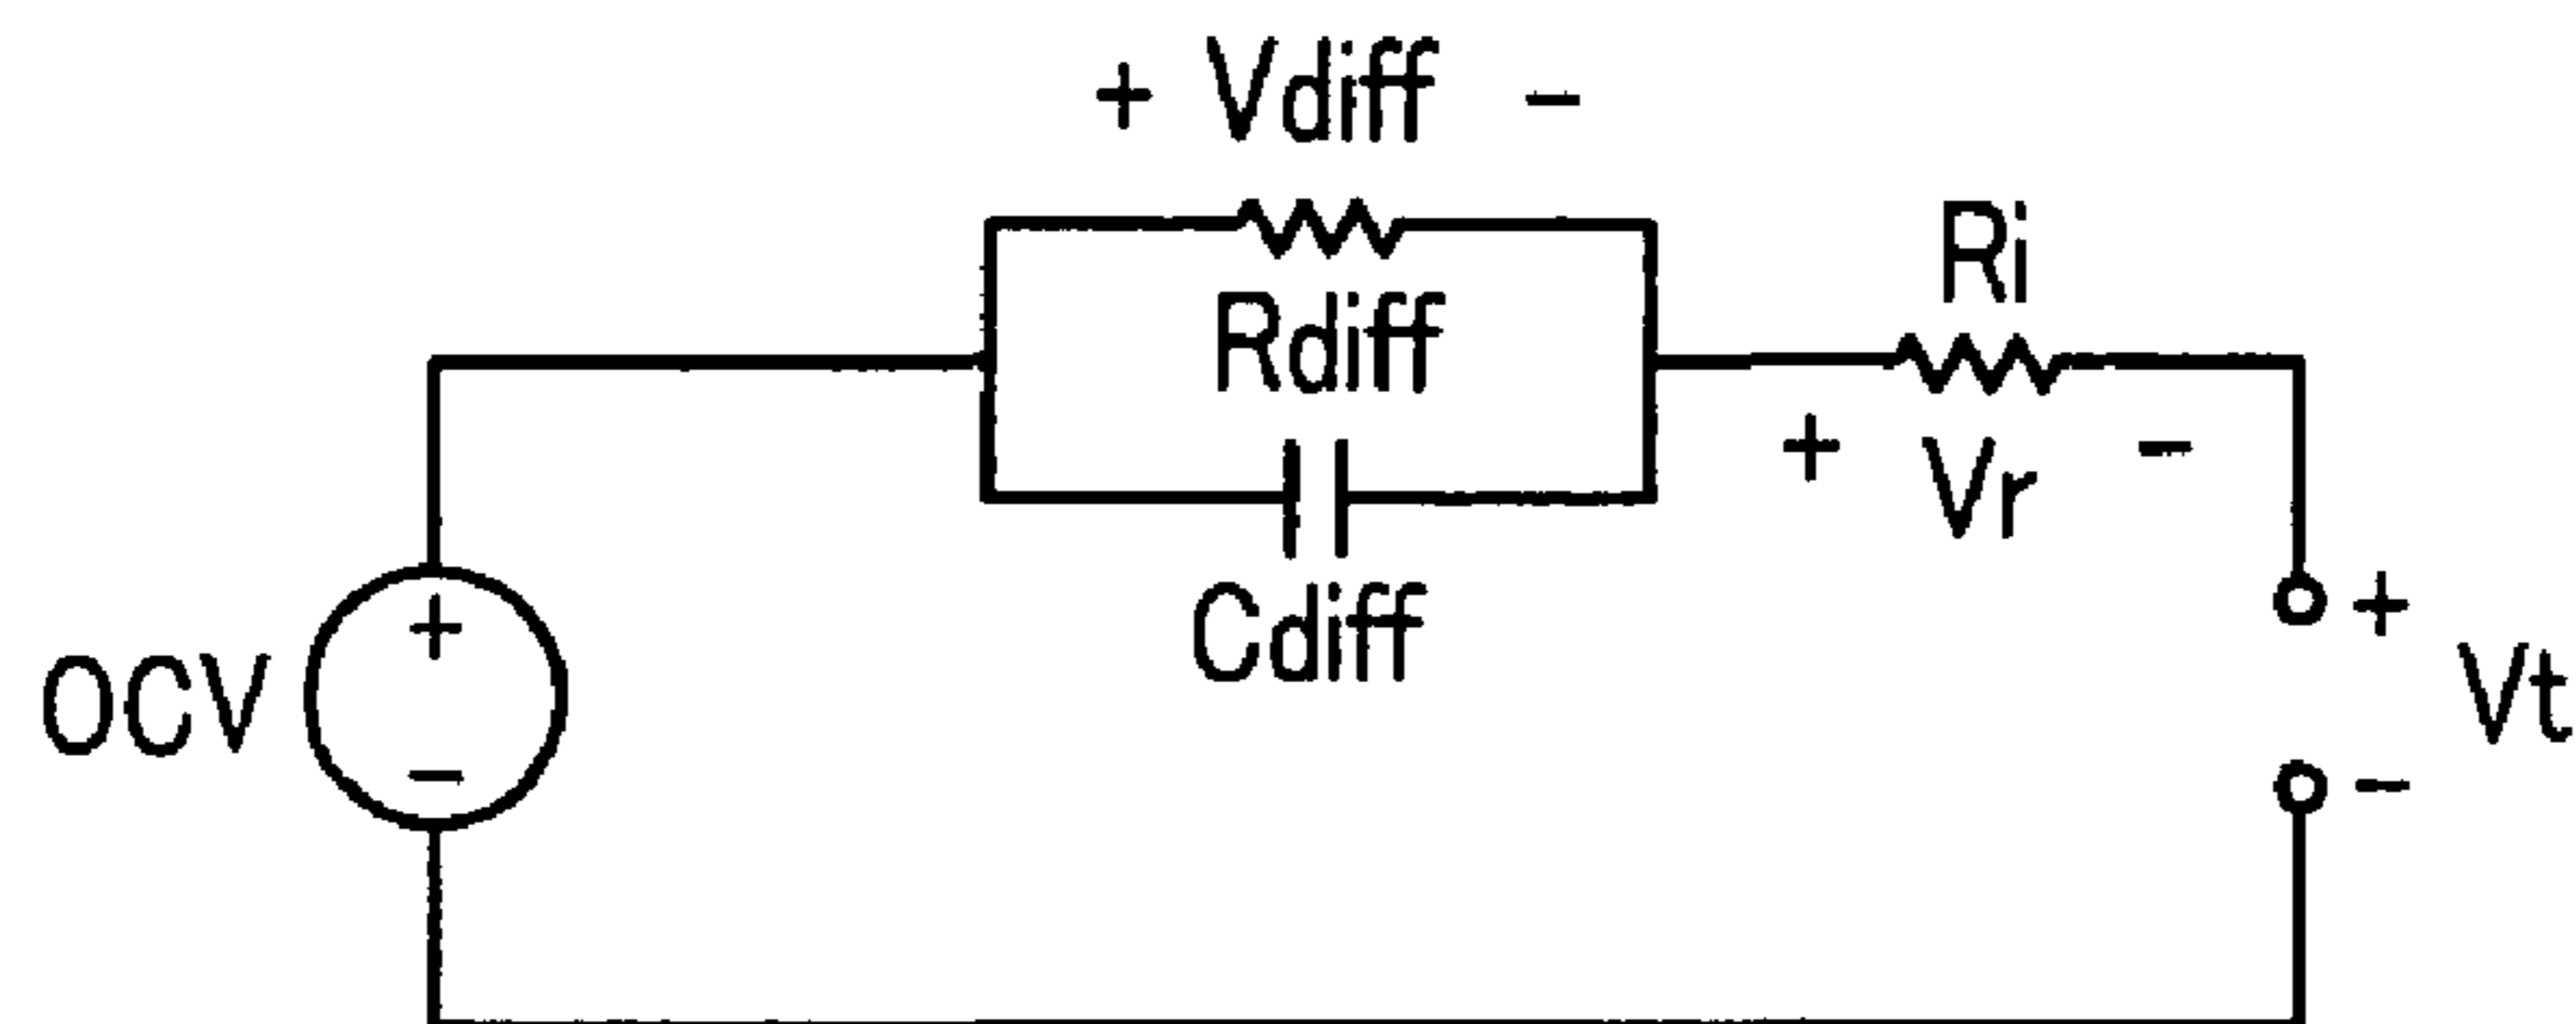 + Vdiff −
Rdiff
Ri
+ Vr −
Cdiff
OCV
+
−
+
Vt
−